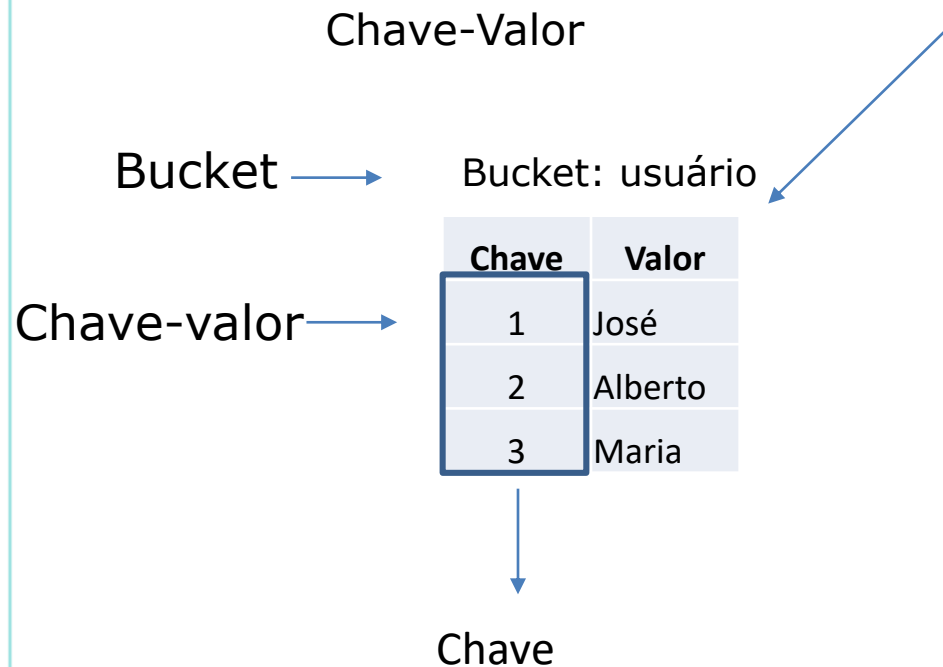 Chave-Valor
Bucket
Bucket: usuário
Chave Valor
Chave-valor
1 José
2 Alberto
3 Maria
Chave